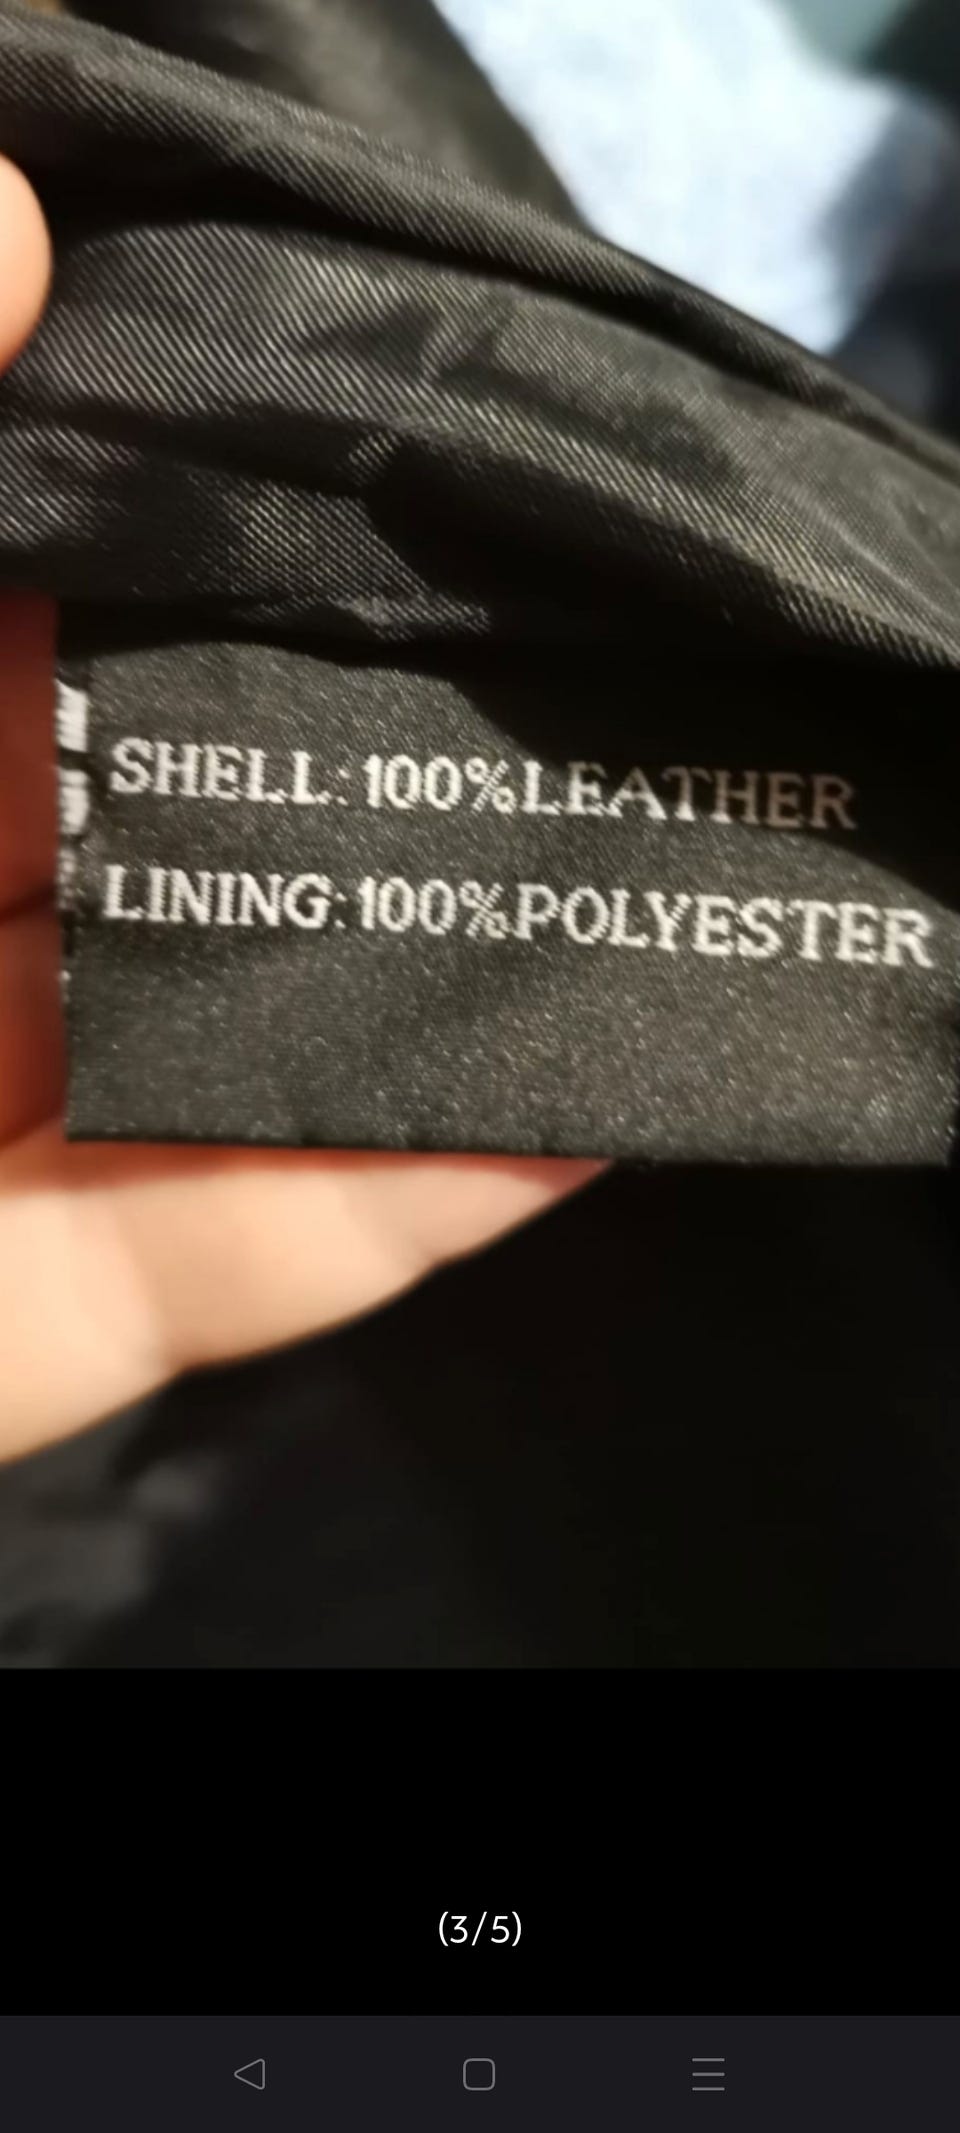 SHELL: 100%LEATHER
LINING: 100%POLYESTER
(3/5)